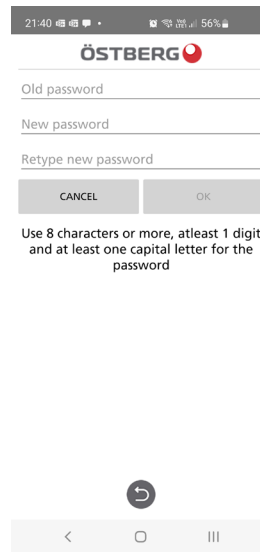 21:40 56%
ÖSTBERG
Old password
New password
Retype new password
CANCEL OK
Use 8 characters or more, atleast 1 digit
and at least one capital letter for the
password